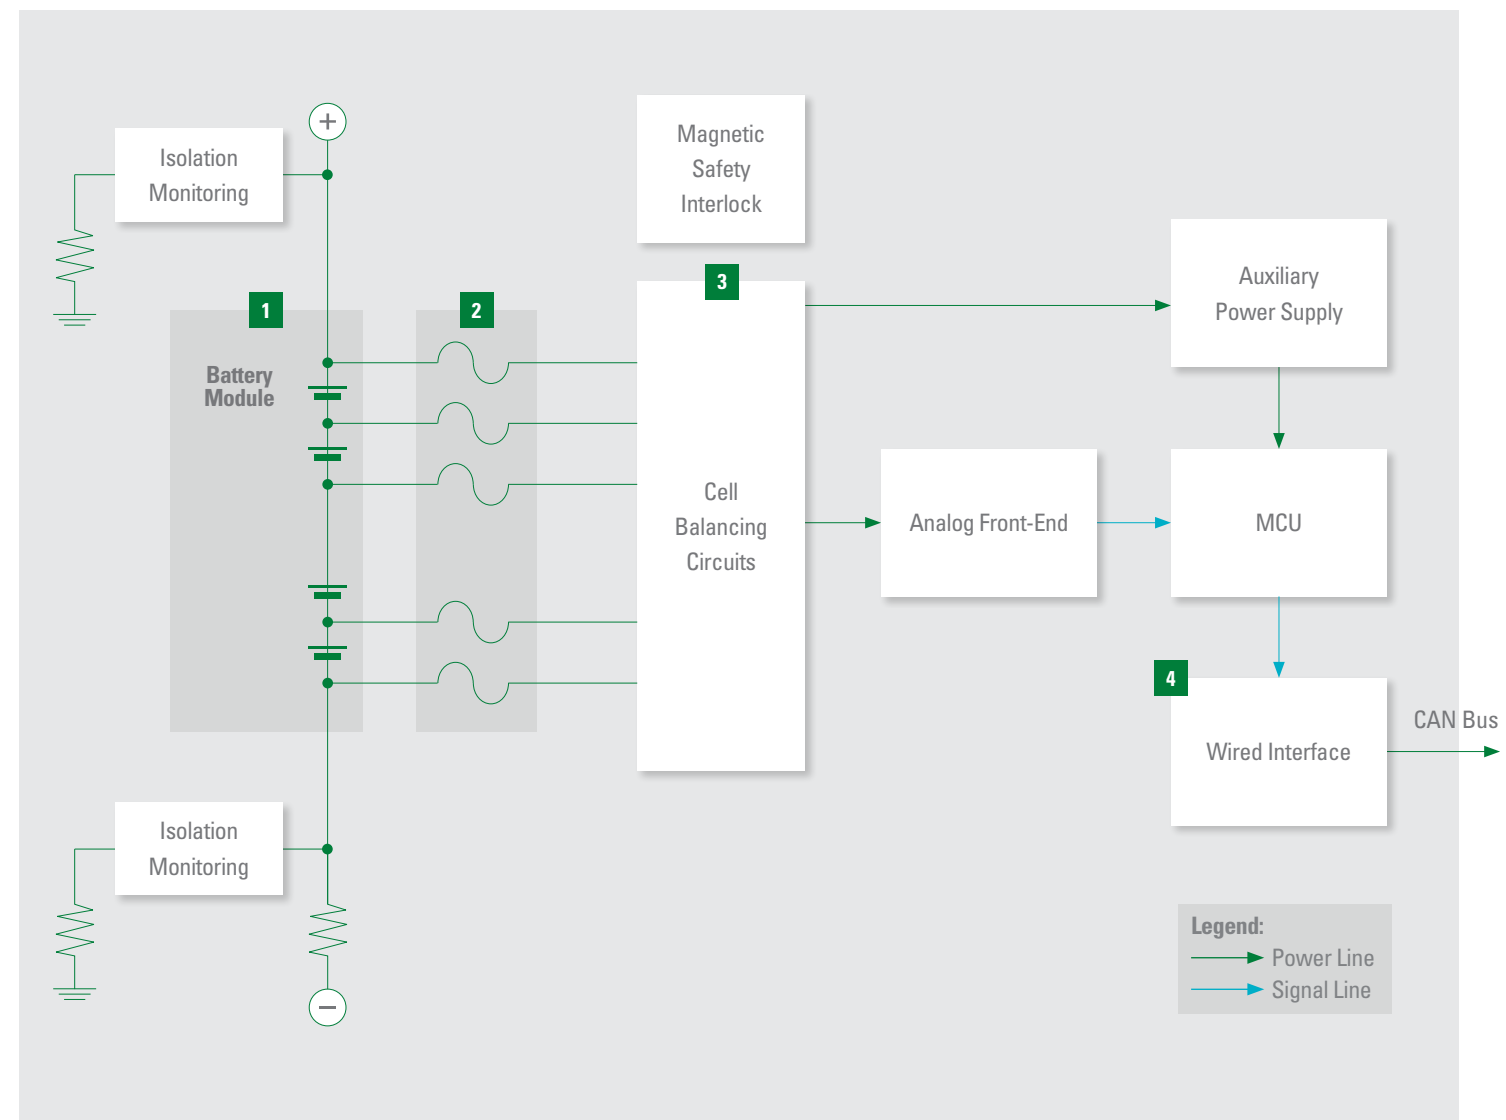 +
Isolation
Monitoring
Magnetic
Safety
Interlock
1
2
3
Battery
Module
Auxiliary
Power Supply
Cell
Balancing
Circuits
Analog Front-End
MCU
4
Wired Interface
CAN Bus
Isolation
Monitoring
−
Legend:
Power Line
Signal Line